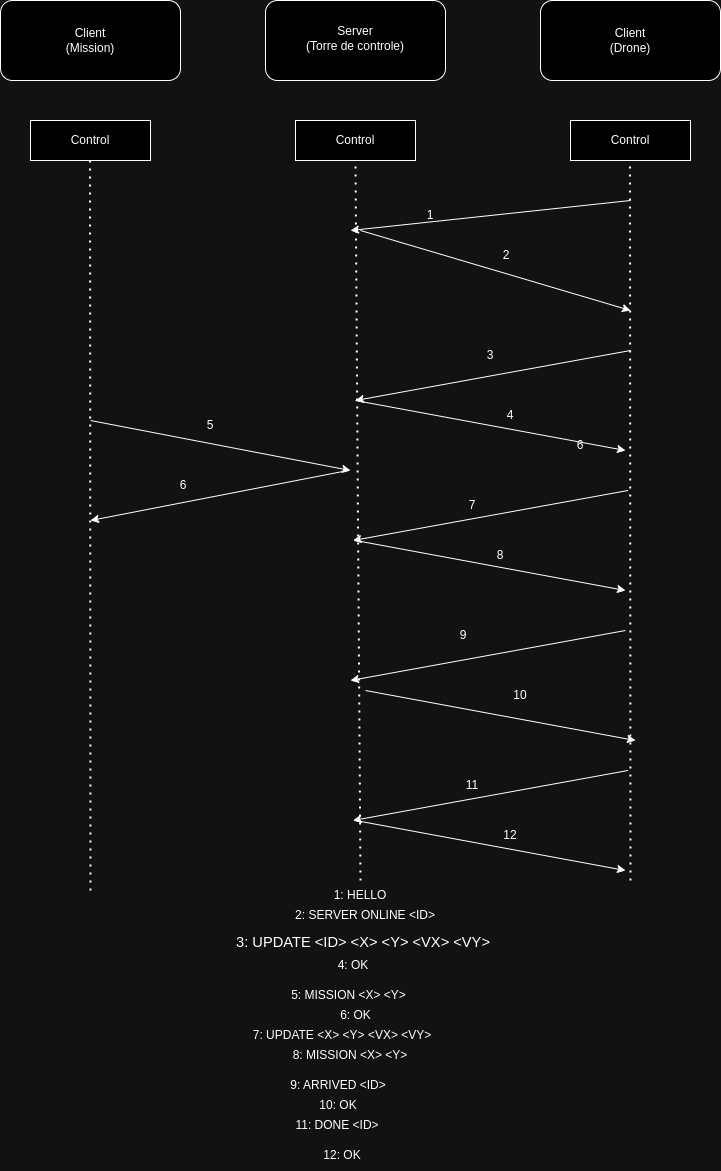 Client
(Mission)
Server
(Torre de controle)
Client
(Drone)
Control
Control
Control
1
2
3
4
5
6
6
7
8
9
10
11
12
1: HELLO
2: SERVER ONLINE <ID>
3: UPDATE <ID> <X> <Y> <VX> <VY>
4: OK
5: MISSION <X> <Y>
6: OK
7: UPDATE <X> <Y> <VX> <VY>
8: MISSION <X> <Y>
9: ARRIVED <ID>
10: OK
11: DONE <ID>
12: OK